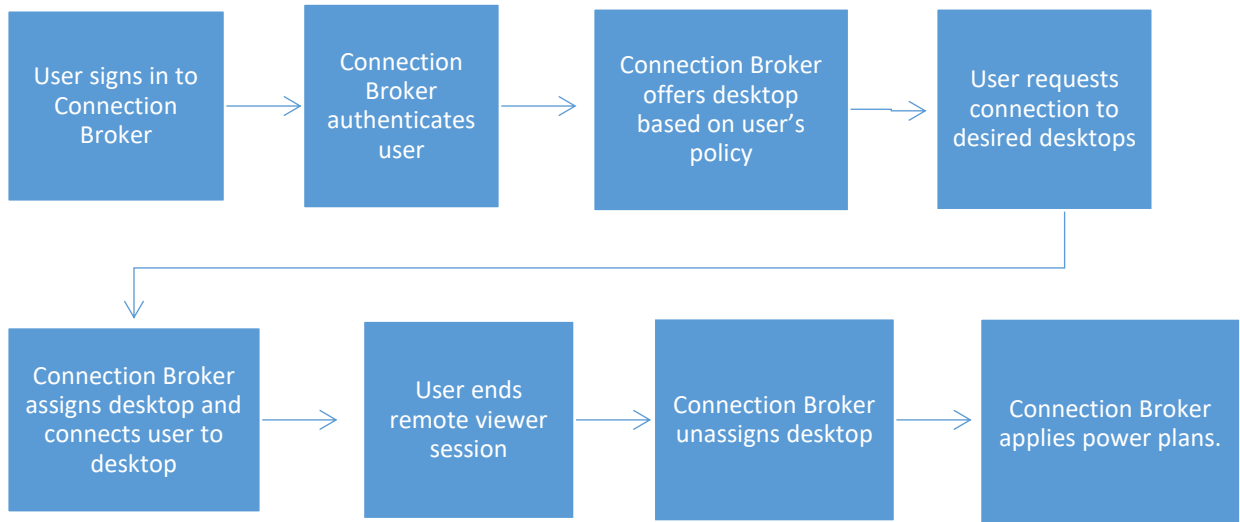 User signs in to
Connection
Broker
Connection
Broker
authenticates
user
Connection Broker
offers desktop
based on user’s
policy
User requests
connection to
desired desktops
Connection Broker
assigns desktop and
connects user to
desktop
User ends
remote viewer
session
Connection Broker
unassigns desktop
Connection Broker
applies power plans.